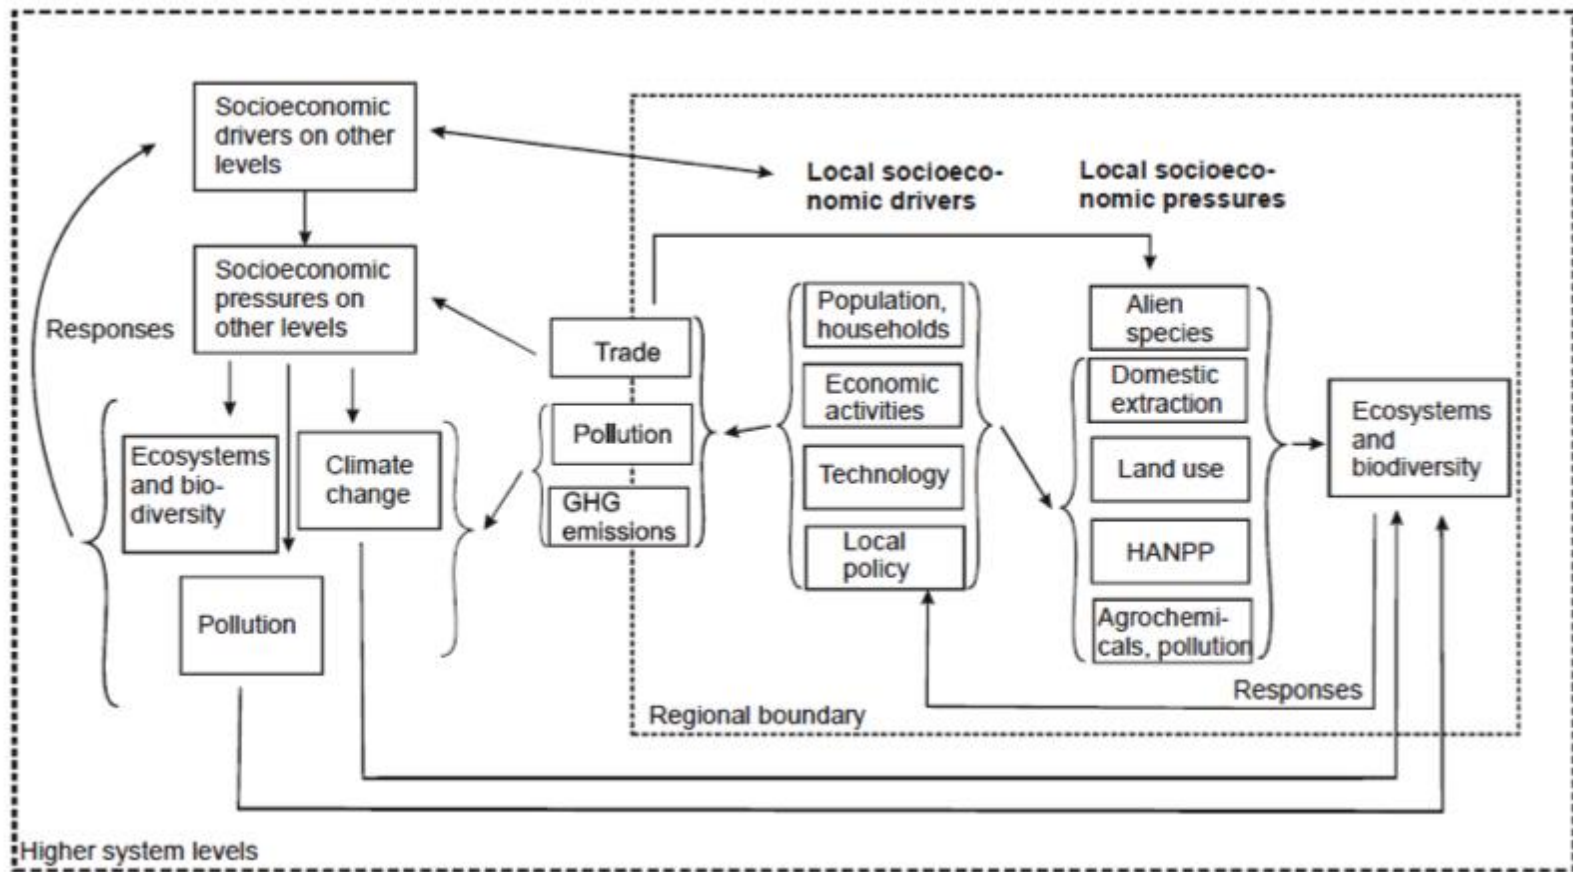 Socioeconomic
drivers on other
levels
Local socioeco-
nomic drivers
Local socioeco-
nomic pressures
Socioeconomic
pressures on
other levels
Responses
Trade
Pollution
GHG
emissions
Population,
households
Economic
activities
Technology
Local
policy
Alien
species
Domestic
extraction
Land use
HANPP
Agrochemi-
cals, pollution
Ecosystems
and
biodiversity
Ecosystems
and bio-
diversity
Climate
change
Pollution
Responses
Regional boundary
Higher system levels